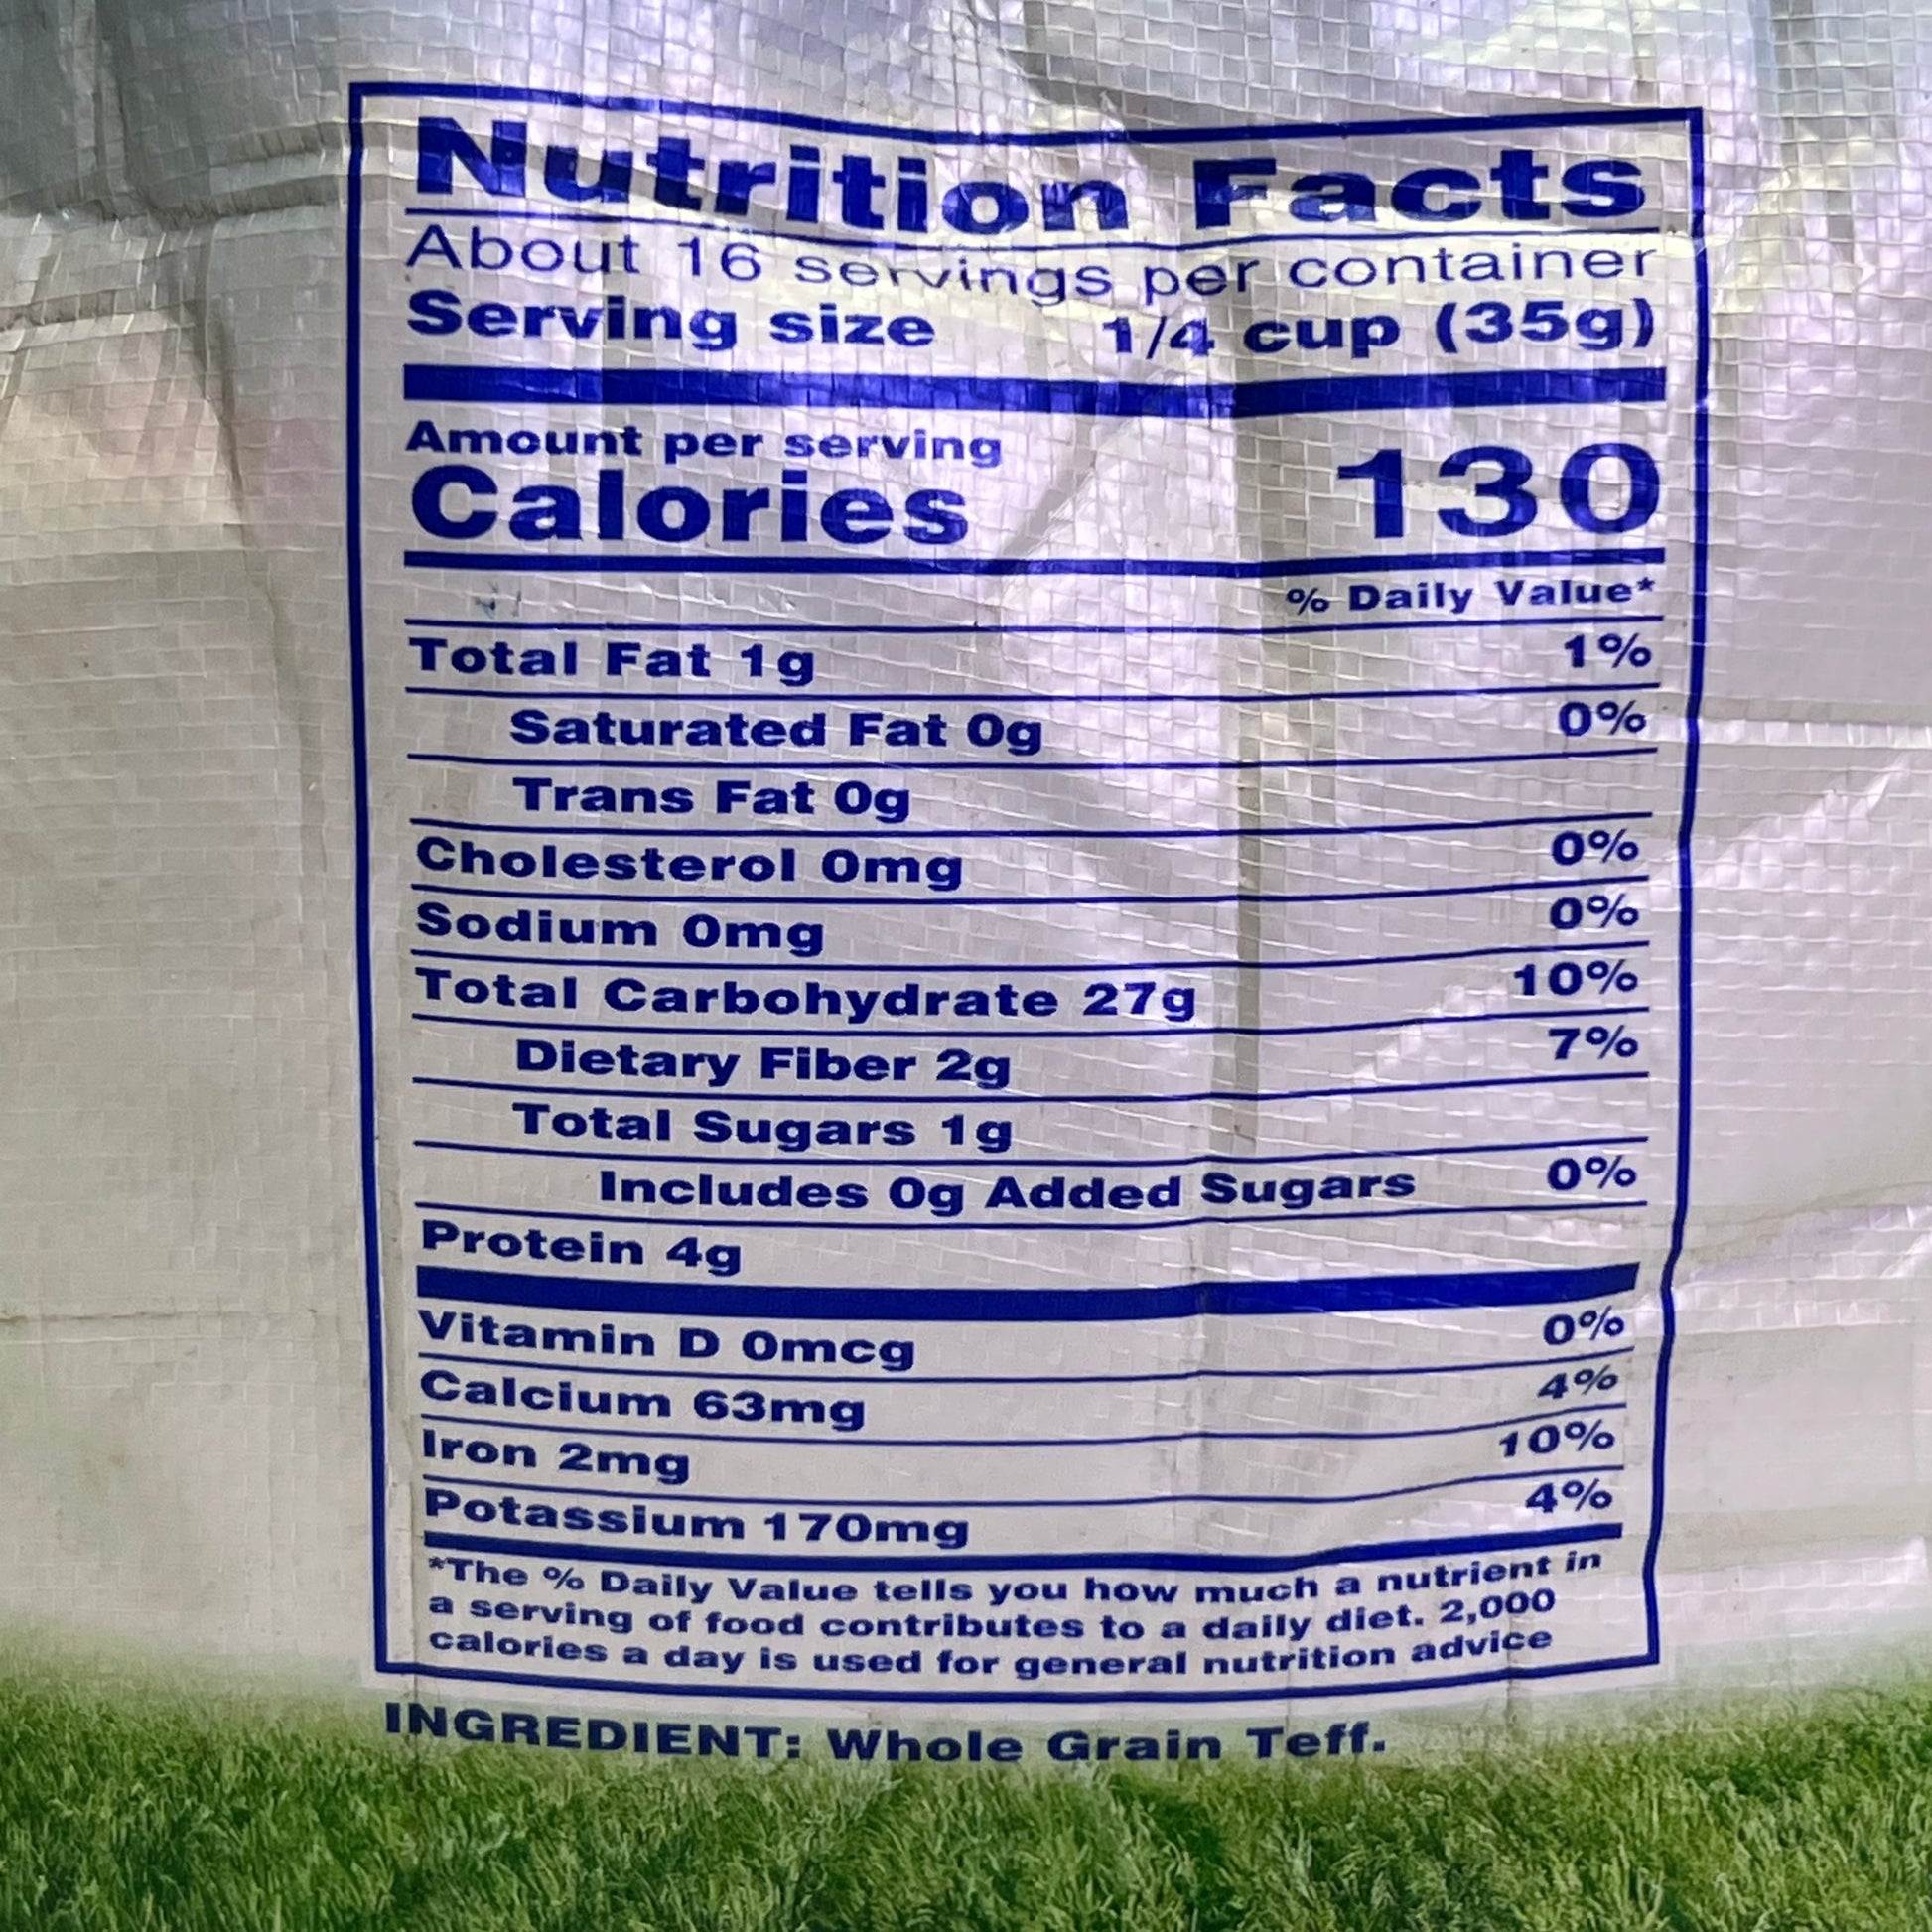 Nutrition Facts
About 16 servings per container
Serving size 1/4 cup (35g)
Amount per serving
Calories 130
% Daily Value*
Total Fat 1g 1%
Saturated Fat 0g 0%
Trans Fat 0g
Cholesterol 0mg 0%
Sodium 0mg 0%
Total Carbohydrate 27g 10%
Dietary Fiber 2g 7%
Total Sugars 1g
Includes 0g Added Sugars 0%
Protein 4g
Vitamin D 0mcg 0%
Calcium 63mg 4%
Iron 2mg 10%
Potassium 170mg 4%
*The % Daily Value tells you how much a nutrient in
a serving of food contributes to a daily diet. 2,000
calories a day is used for general nutrition advice
INGREDIENT: Whole Grain Teff.